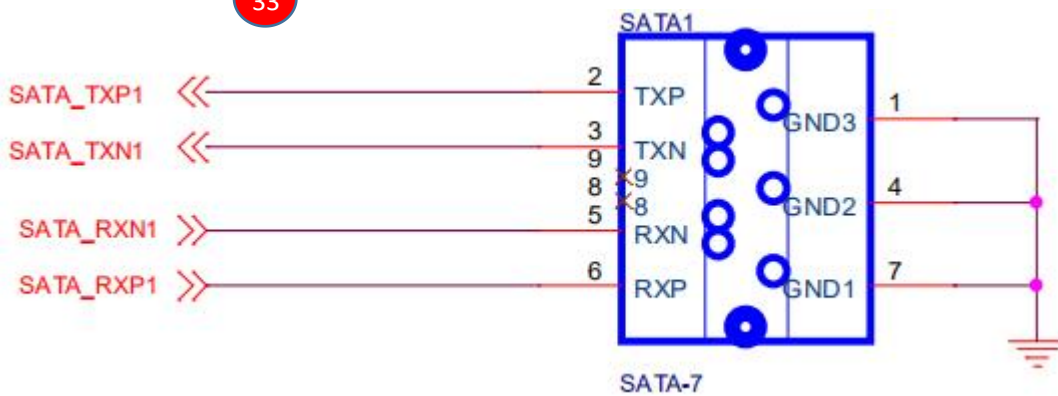 33
SATA1
SATA_TXP1 2 TXP
GND3 1
SATA_TXN1 3 TXN
9 9
8 8
GND2 4
SATA_RXN1 5 RXN
SATA_RXP1 6 RXP
GND1 7
SATA-7